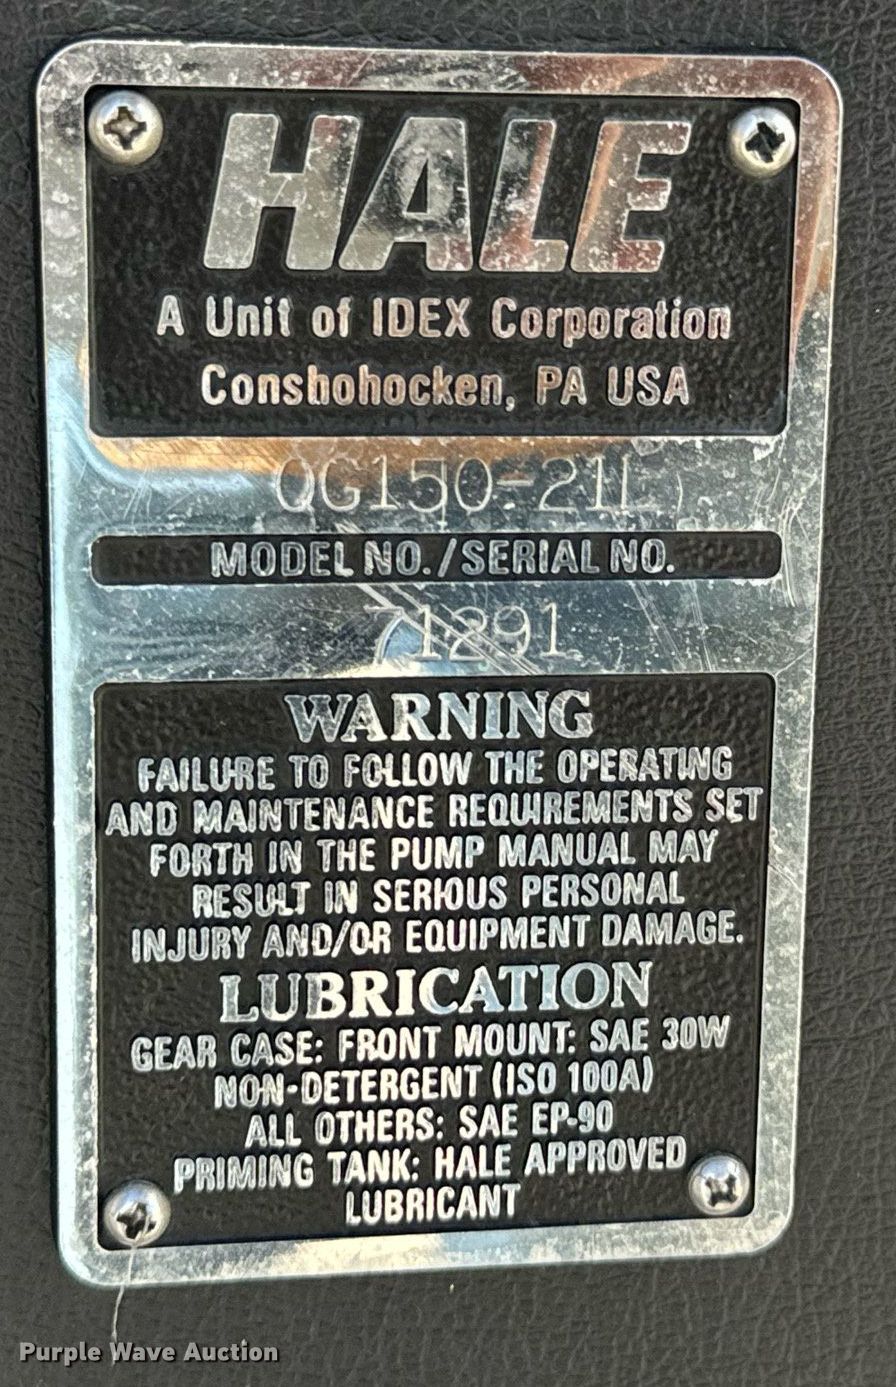 HALE
A Unit of IDEX Corporation
Conshohocken, PA USA
QG150-21L
MODEL NO./SERIAL NO.
71291
WARNING
FAILURE TO FOLLOW THE OPERATING
AND MAINTENANCE REQUIREMENTS SET
FORTH IN THE PUMP MANUAL MAY
RESULT IN SERIOUS PERSONAL
INJURY AND/OR EQUIPMENT DAMAGE.
LUBRICATION
GEAR CASE: FRONT MOUNT: SAE 30W
NON-DETERGENT (ISO 100A)
ALL OTHERS: SAE EP-90
PRIMING TANK: HALE APPROVED
LUBRICANT
Purple Wave Auction